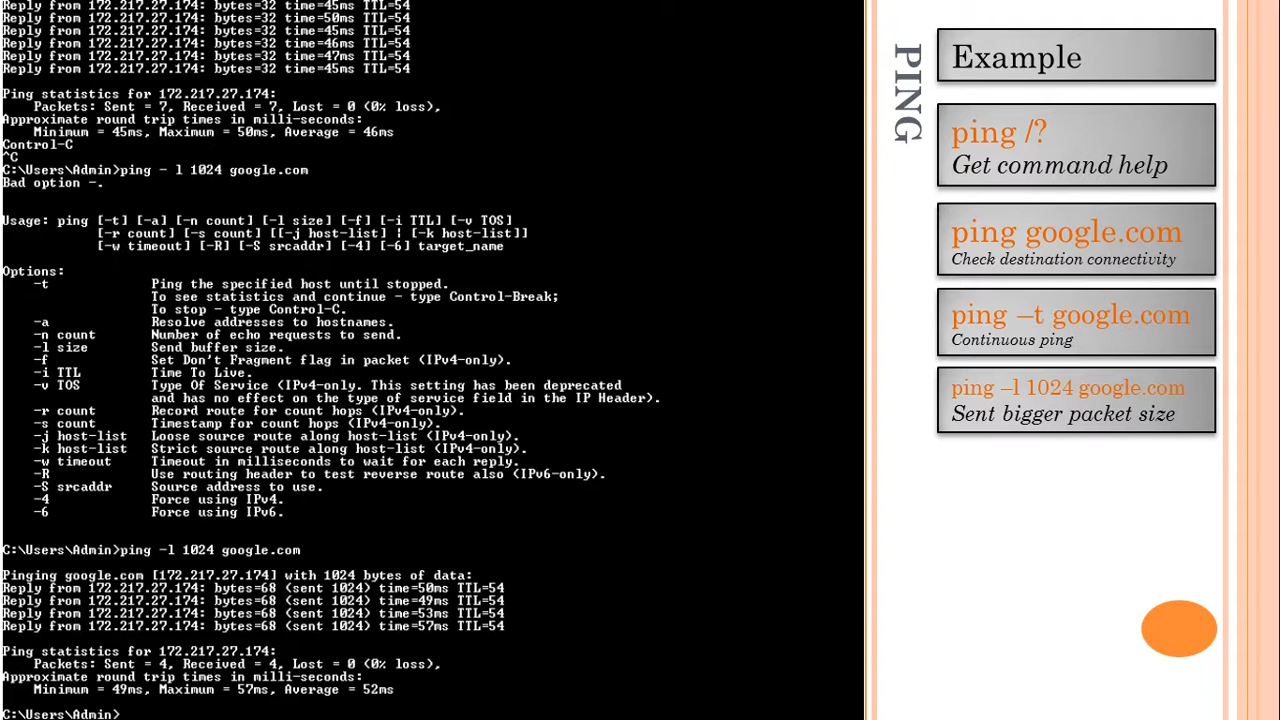 Reply from 172.217.27.174: bytes=32 time=45ms TTL=54
Reply from 172.217.27.174: bytes=32 time=50ms TTL=54
Reply from 172.217.27.174: bytes=32 time=45ms TTL=54
Reply from 172.217.27.174: bytes=32 time=46ms TTL=54
Reply from 172.217.27.174: bytes=32 time=47ms TTL=54
Reply from 172.217.27.174: bytes=32 time=45ms TTL=54
Ping statistics for 172.217.27.174:
Packets: Sent = 7, Received = 7, Lost = 0 (0% loss),
Approximate round trip times in milli-seconds:
Minimum = 45ms, Maximum = 50ms, Average = 46ms
Control-C
^C
C:\Users\Admin>ping - l 1024 google.com
Bad option -.
Usage: ping [-t] [-a] [-n count] [-l size] [-f] [-i TTL] [-v TOS]
[-r count] [-s count] [[-j host-list] | [-k host-list]]
[-w timeout] [-R] [-S srcaddr] [-4] [-6] target_name
Options:
-t Ping the specified host until stopped.
To see statistics and continue - type Control-Break;
To stop - type Control-C.
-a Resolve addresses to hostnames.
-n count Number of echo requests to send.
-l size Send buffer size.
-f Set Don't Fragment flag in packet (IPv4-only).
-i TTL Time To Live.
-v TOS Type Of Service (IPv4-only. This setting has been deprecated
and has no effect on the type of service field in the IP Header).
-r count Record route for count hops (IPv4-only).
-s count Timestamp for count hops (IPv4-only).
-j host-list Loose source route along host-list (IPv4-only).
-k host-list Strict source route along host-list (IPv4-only).
-w timeout Timeout in milliseconds to wait for each reply.
-R Use routing header to test reverse route also (IPv6-only).
-S srcaddr Source address to use.
-4 Force using IPv4.
-6 Force using IPv6.
C:\Users\Admin>ping -l 1024 google.com
Pinging google.com [172.217.27.174] with 1024 bytes of data:
Reply from 172.217.27.174: bytes=68 (sent 1024) time=50ms TTL=54
Reply from 172.217.27.174: bytes=68 (sent 1024) time=49ms TTL=54
Reply from 172.217.27.174: bytes=68 (sent 1024) time=53ms TTL=54
Reply from 172.217.27.174: bytes=68 (sent 1024) time=57ms TTL=54
Ping statistics for 172.217.27.174:
Packets: Sent = 4, Received = 4, Lost = 0 (0% loss),
Approximate round trip times in milli-seconds:
Minimum = 49ms, Maximum = 57ms, Average = 52ms
C:\Users\Admin>
PING
Example
ping /?
Get command help
ping google.com
Check destination connectivity
ping –t google.com
Continuous ping
ping –l 1024 google.com
Sent bigger packet size